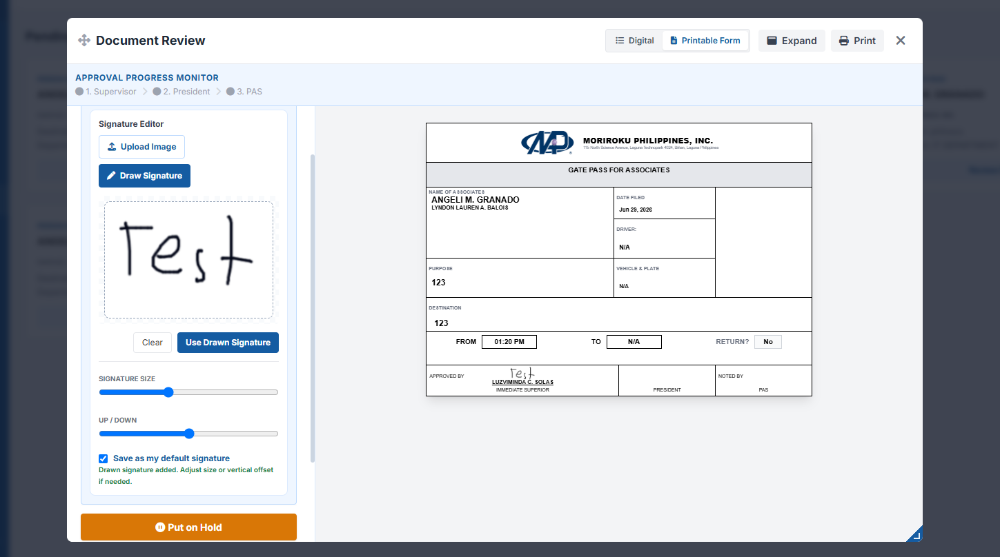 Document Review
Digital
Printable Form
Expand
Print
APPROVAL PROGRESS MONITOR
1. Supervisor
2. President
3. PAS
Signature Editor
Upload Image
Draw Signature
Test
Clear
Use Drawn Signature
SIGNATURE SIZE
UP / DOWN
Save as my default signature
Drawn signature added. Adjust size or vertical offset
if needed.
Put on Hold
MORIROKU PHILIPPINES, INC.
115 North Science Avenue, Laguna Technopark 4024, Biñan, Laguna Philippines
GATE PASS FOR ASSOCIATES
NAME OF ASSOCIATES
ANGELI M. GRANADO
LYNDON LAUREN A. BALOIS
DATE FILED
Jun 29, 2026
DRIVER:
N/A
PURPOSE
123
VEHICLE & PLATE
N/A
DESTINATION
123
FROM 01:20 PM TO N/A RETURN? No
APPROVED BY
Test
LUZVIMINDA C. SOLAS
IMMEDIATE SUPERIOR
PRESIDENT
NOTED BY
PAS